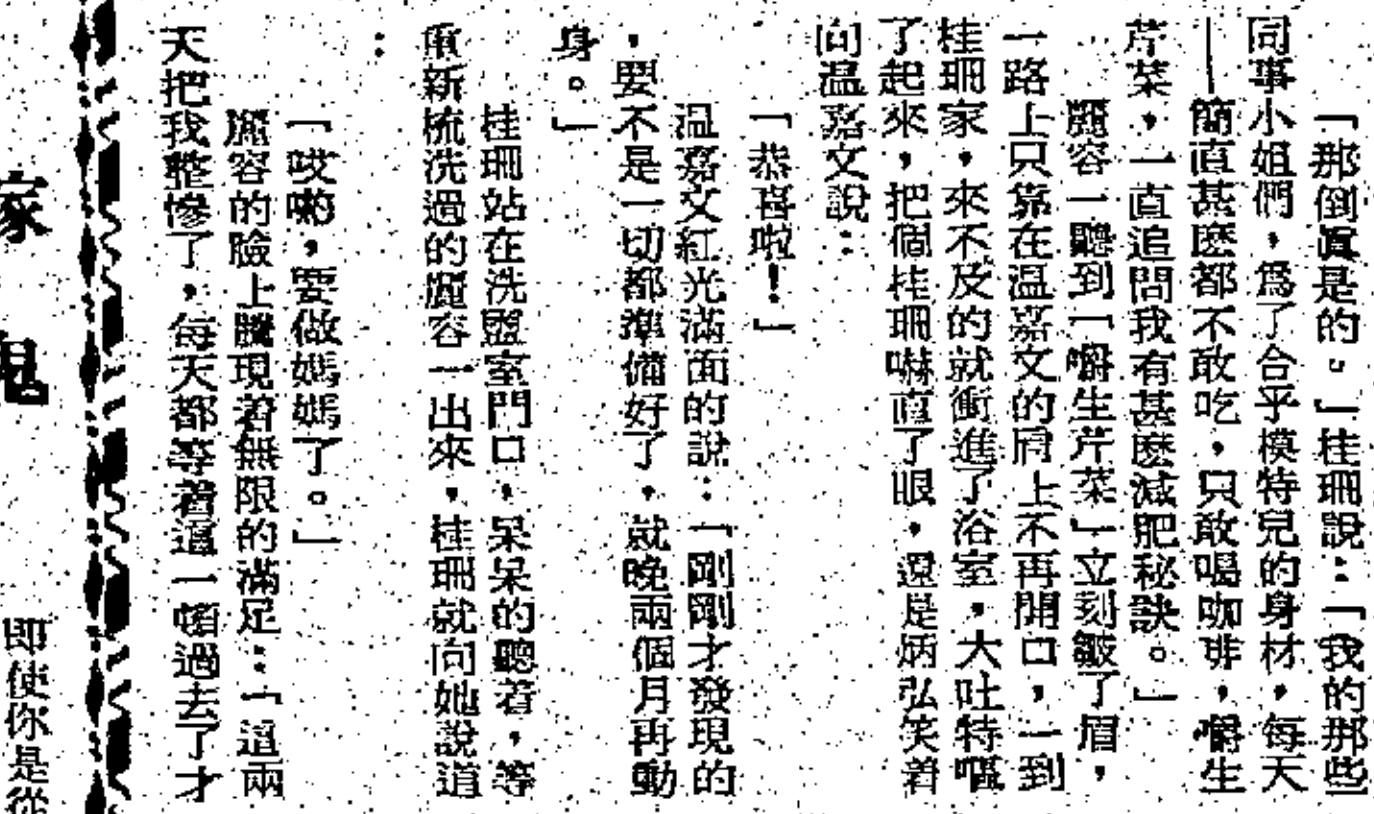 「那倒眞是的。」桂珊說：「我的那些
同事小姐們，爲了合乎模特兒的身材，每天
——簡直甚麽都不敢吃，只敢喝咖啡，嚼生
芹菜，一直追問我有甚麽減肥秘訣。」
麗容一聽到「嚼生芹菜」立刻皺了眉，
一路上只靠在温嘉文的肩上不再開口，一到
桂珊家，來不及的就衝進了浴室，大吐特嘔
了起來，把個桂珊嚇直了眼，還是炳弘笑着
向温嘉文說：
「恭喜啦！」
温嘉文紅光滿面的說：「剛剛才發現的
，要不是一切都準備好了，就晚兩個月再動
身。」
桂珊站在洗盥室門口，呆呆的聽着，等
重新梳洗過的麗容一出來，桂珊就向她說道
：
「哎喲，要做媽媽了。」
麗容的臉上騰現着無限的滿足：「這兩
天把我整慘了，每天都等着這一頓過去了才
家
鬼
即使你是從